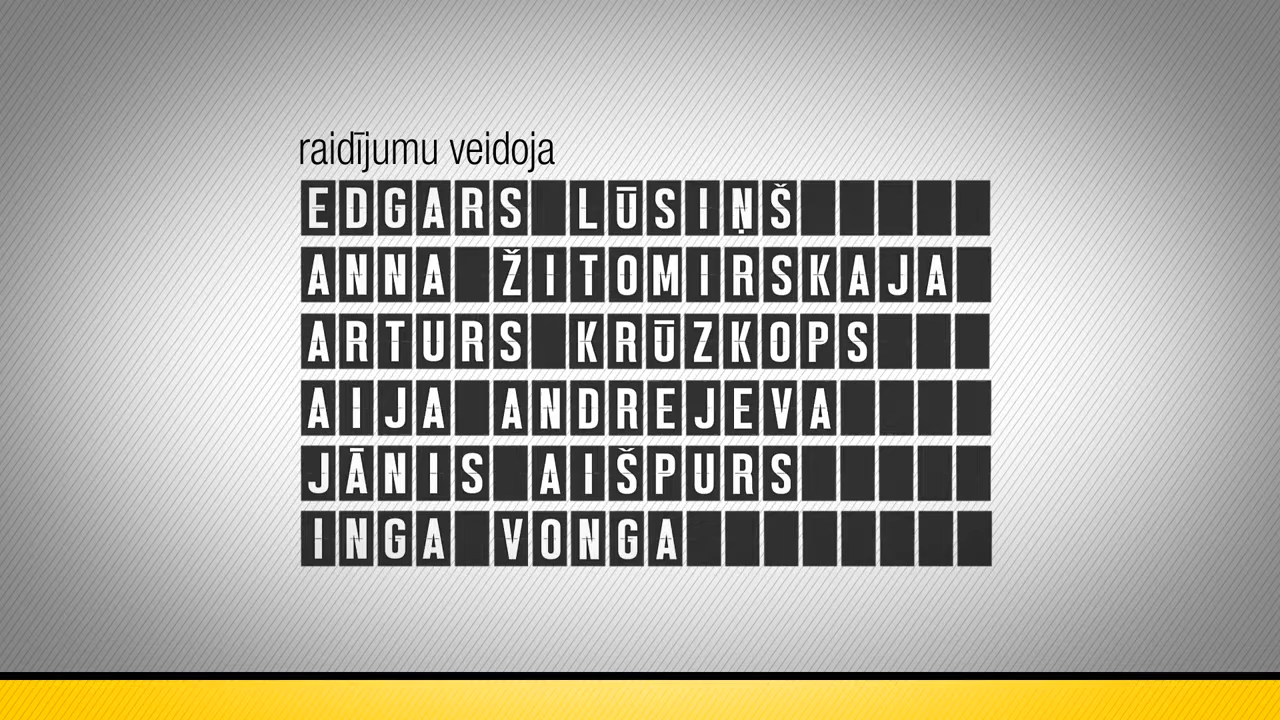 raidījumu veidoja
EDGARS LŪSIŅŠ
ANNA ŽITOMIRSKAJA
ARTURS KRŪZKOPS
AIJA ANDREJEVA
JĀNIS AIŠPURS
INGA VONGA